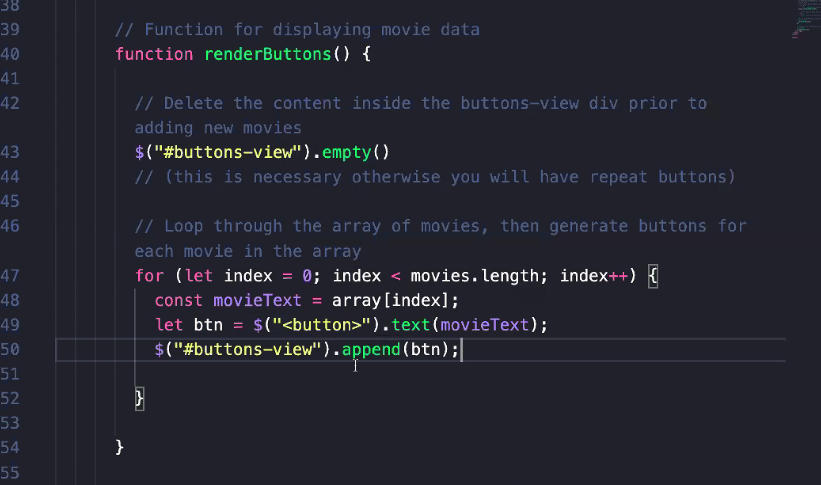 38
39 // Function for displaying movie data
40 function renderButtons() {
41
42 // Delete the content inside the buttons-view div prior to
adding new movies
43 $("#buttons-view").empty()
44 // (this is necessary otherwise you will have repeat buttons)
45
46 // Loop through the array of movies, then generate buttons for
each movie in the array
47 for (let index = 0; index < movies.length; index++) {
48 const movieText = array[index];
49 let btn = $("<button>").text(movieText);
50 $("#buttons-view").append(btn);
51
52 }
53
54 }
55